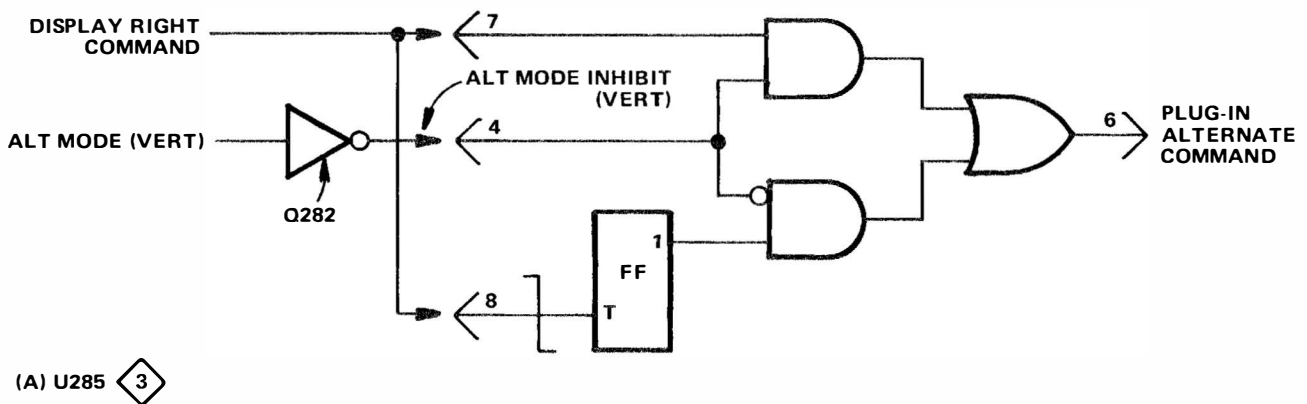 DISPLAY RIGHT
COMMAND
7
ALT MODE INHIBIT
(VERT)
ALT MODE (VERT)
4
6
PLUG-IN
ALTERNATE
COMMAND
Q282
1
FF
8
T
(A) U285 3